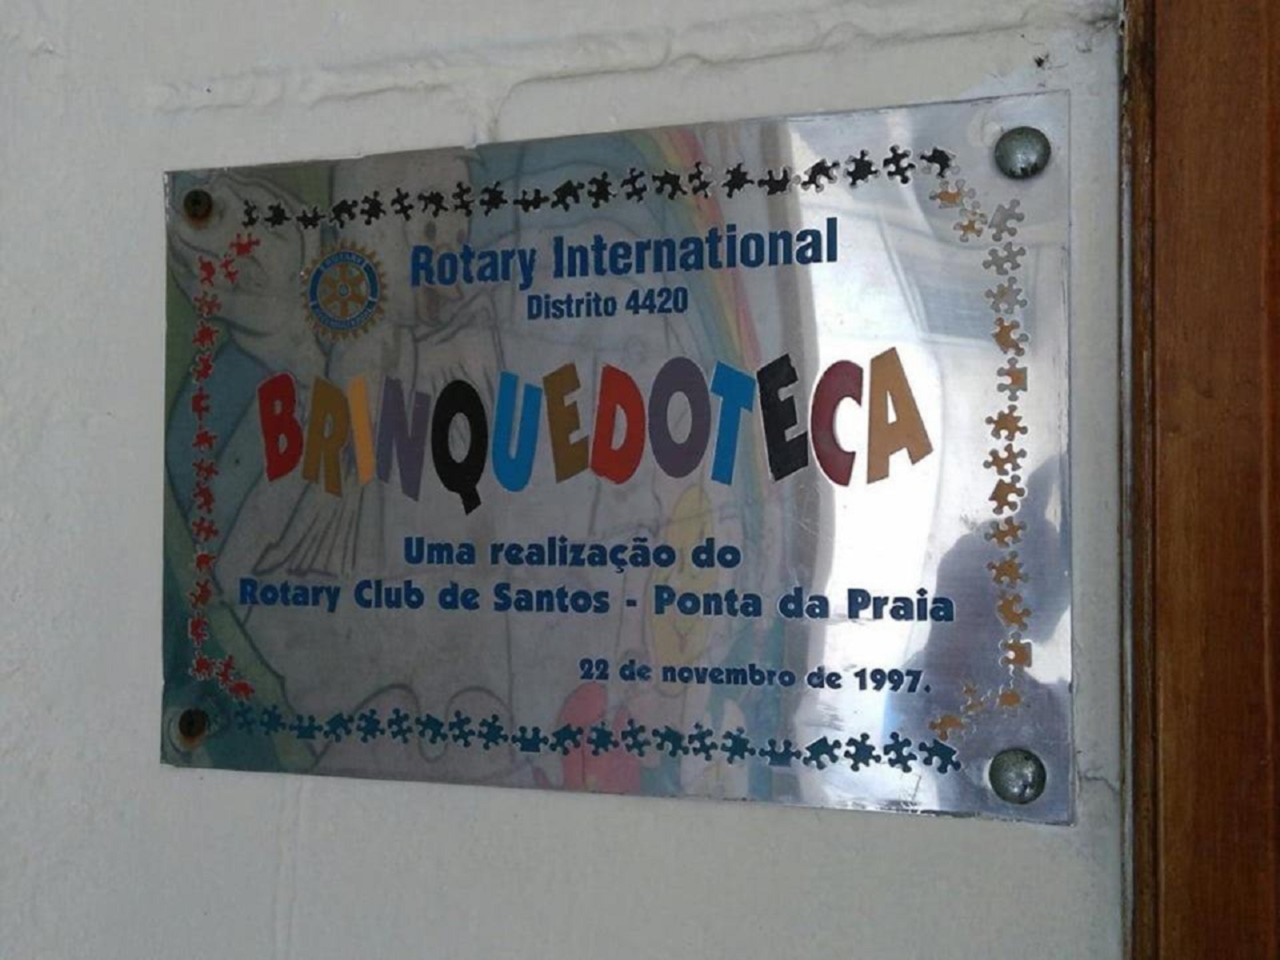 Rotary International
Distrito 4420
BRINQUEDOTECA
Uma realização do
Rotary Club de Santos - Ponta da Praia
22 de novembro de 1997.